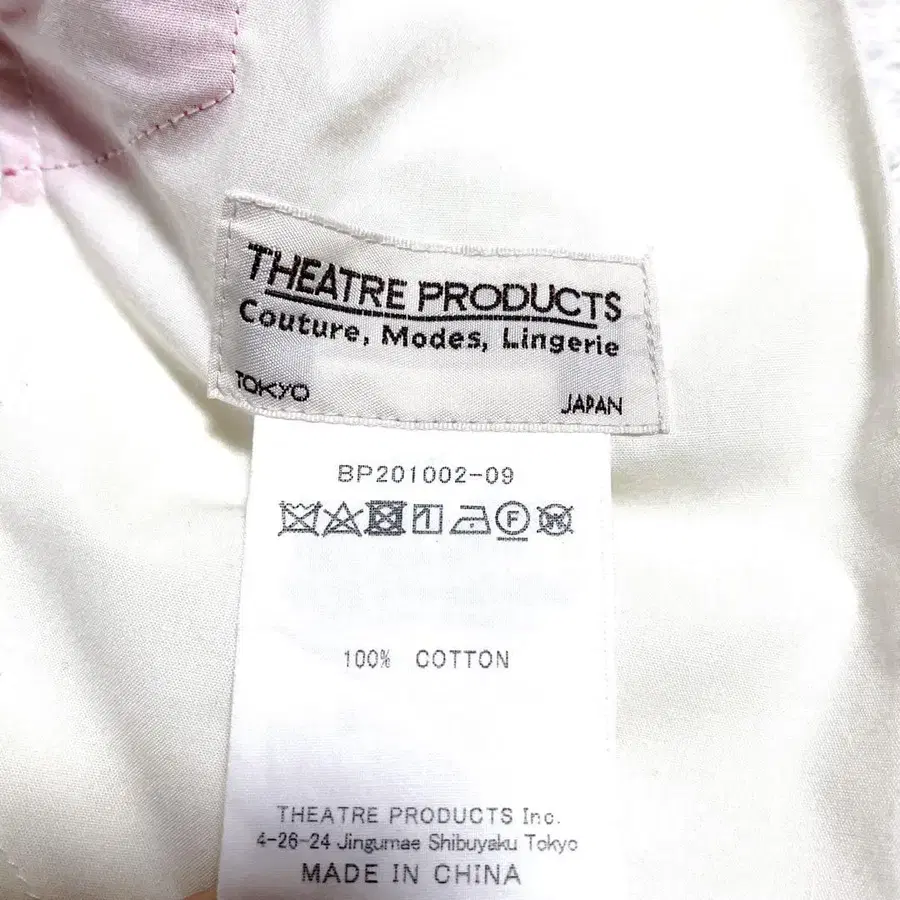 THEATRE PRODUCTS
Couture, Modes, Lingerie
TOKYO JAPAN
BP201002-09
F W
100% COTTON
THEATRE PRODUCTS Inc.
4-26-24 Jingumae Shibuyaku Tokyo
MADE IN CHINA